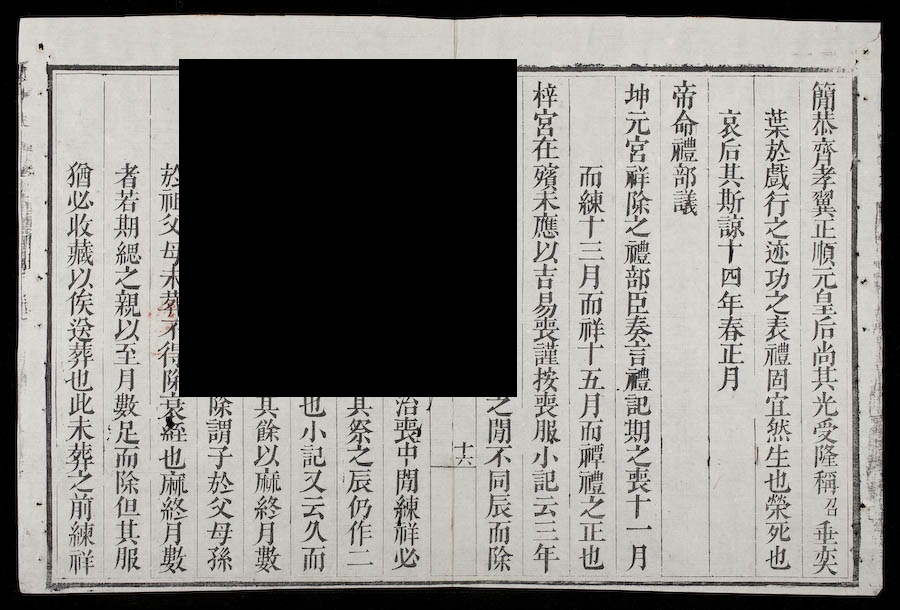 簡恭齊孝翼正順元皇后尚其光受隆稱垂奕
葉於戲行之迹功之表禮固宜然生也榮死也
哀后其斯諒十四年春正月
帝命禮部議
坤元宮祥除之禮部臣奏言禮記期之喪十一月
而練十三月而祥十五月而禫禮之正也
梓宮在殯未應以吉易喪謹按喪服小記云三年
之閒不同辰而除
十六
治喪中閒練祥必
其祭之辰仍作二
也小記又云久而
其餘以麻終月數
除謂子於父母孫
於祖父母未葬不得除衰絰也麻終月數
者若期緦之親以至月數足而除但其服
猶必收藏以俟送葬也此未葬之前練祥